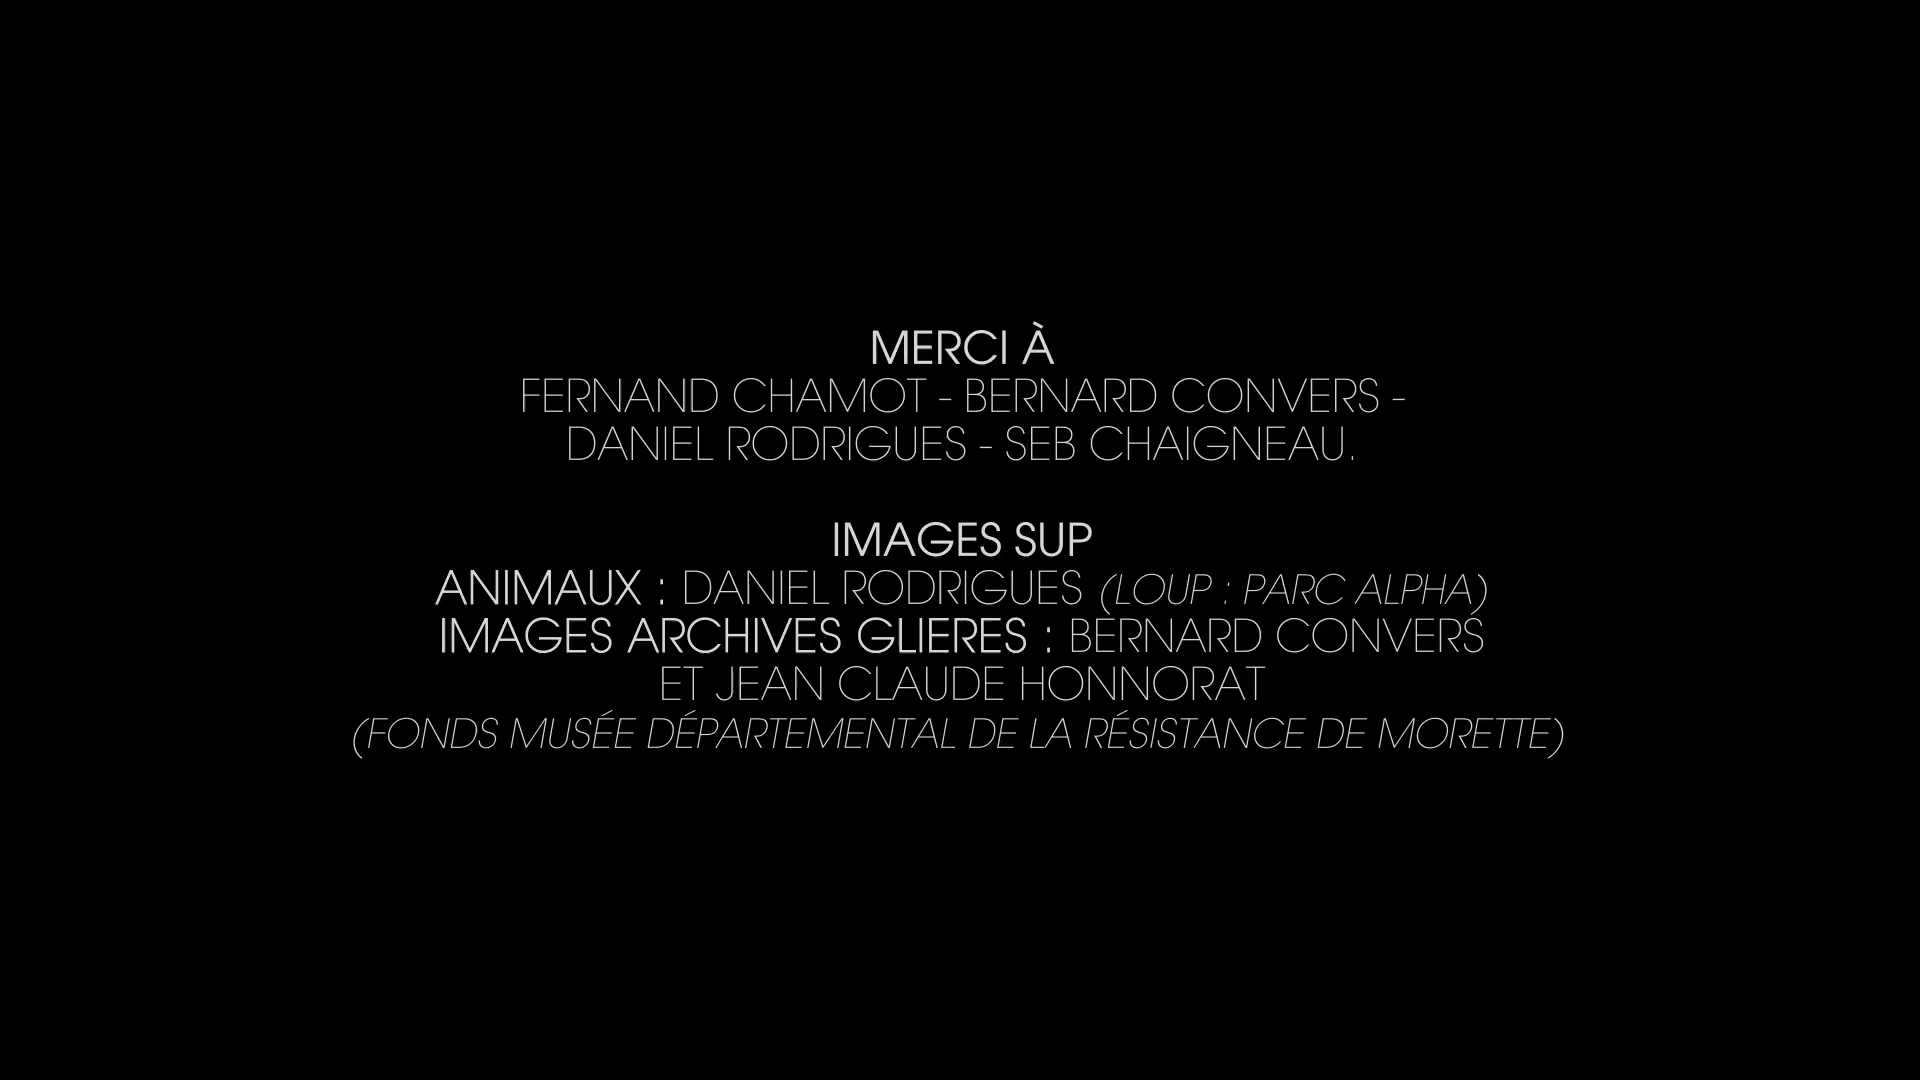 MERCI À
FERNAND CHAMOT - BERNARD CONVERS -
DANIEL RODRIGUES - SEB CHAIGNEAU.
IMAGES SUP
ANIMAUX : DANIEL RODRIGUES (LOUP : PARC ALPHA)
IMAGES ARCHIVES GLIERES : BERNARD CONVERS
ET JEAN CLAUDE HONNORAT
(FONDS MUSÉE DÉPARTEMENTAL DE LA RÉSISTANCE DE MORETTE)